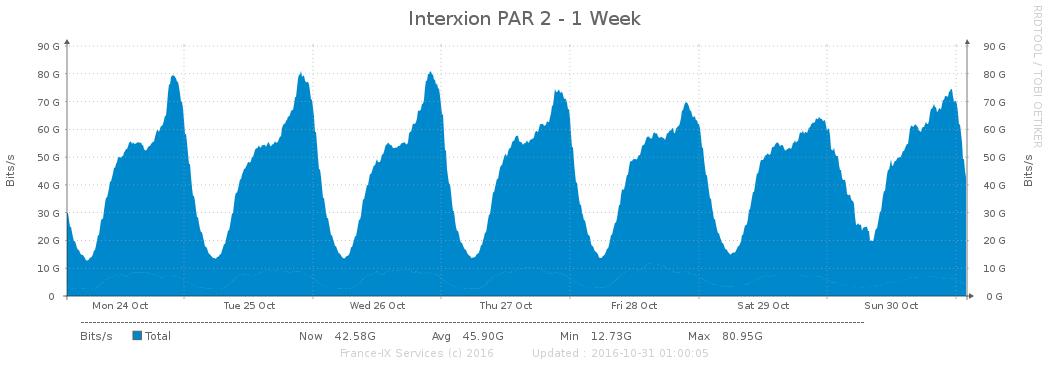 Interxion PAR 2 - 1 Week
RRDTOOL / TOBI OETIKER
90 G 90 G
80 G 80 G
70 G 70 G
60 G 60 G
50 G 50 G
40 G 40 G
30 G 30 G
20 G 20 G
10 G 10 G
0 0 G
Bits/s
Bits/s
Mon 24 Oct Tue 25 Oct Wed 26 Oct Thu 27 Oct Fri 28 Oct Sat 29 Oct Sun 30 Oct
Bits/s Total Now 42.58G Avg 45.90G Min 12.73G Max 80.95G
France-IX Services (c) 2016 Updated : 2016-10-31 01:00:05